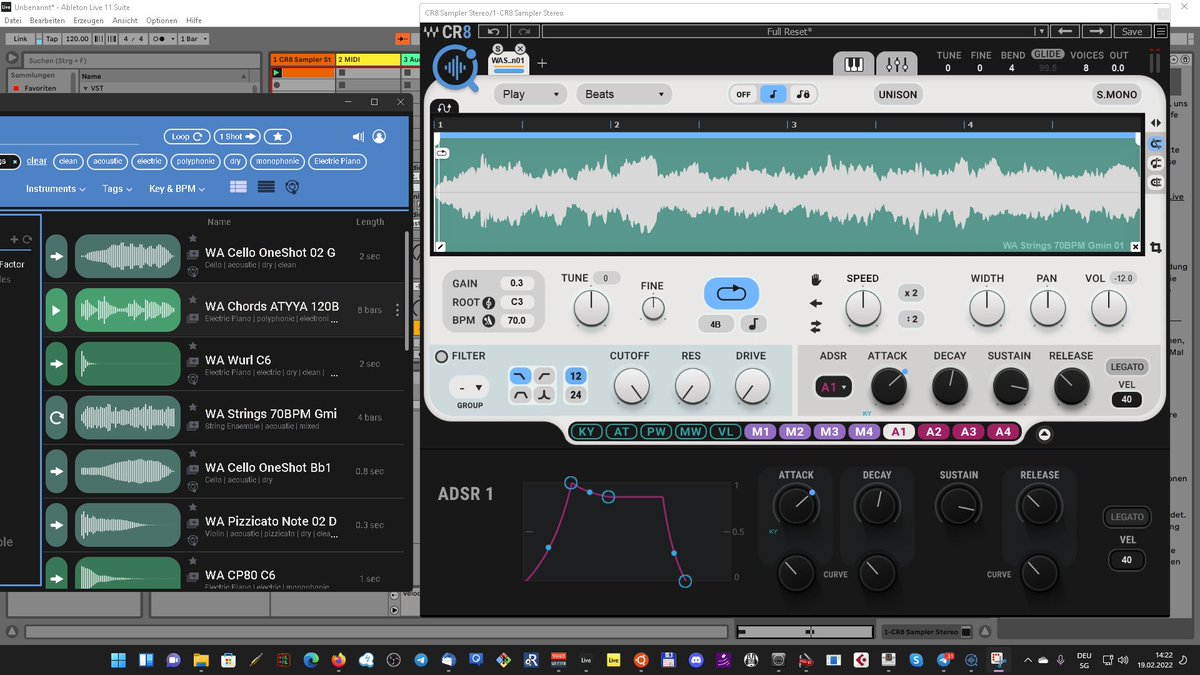 Unbenannt* - Ableton Live 11 Suite
Datei Bearbeiten Erzeugen Ansicht Optionen Hilfe
Link Tap 120.00 4 / 4 1 Bar
Suchen (Strg + F)
Sammlungen Name
Favoriten VST
1 CR8 Sampler St 2 MIDI
CR8 Sampler Stereo/1-CR8 Sampler Stereo
CR8 Full Reset* Save
S X
WAS..n01
TUNE FINE BEND GLIDE VOICES OUT
0 0 4 99.5 8 0.0
Play Beats OFF UNISON S.MONO
1 2 3 4
WA Strings 70BPM Gmin 01
GAIN 0.3
ROOT C3
BPM 70.0
TUNE 0 FINE
4B
SPEED x 2
: 2
WIDTH PAN VOL -12.0
FILTER CUTOFF RES DRIVE
- 12
24
GROUP
ADSR ATTACK DECAY SUSTAIN RELEASE LEGATO
A1 VEL
40
KY
KY AT PW MW VL M1 M2 M3 M4 A1 A2 A3 A4
ADSR 1
1
0.5
0
ATTACK DECAY SUSTAIN RELEASE
KY
LEGATO
VEL
40
CURVE CURVE
Loop 1 Shot
clear clean acoustic electric polyphonic dry monophonic Electric Piano
Instruments Tags Key & BPM
Name Length
Factor
WA Cello OneShot 02 G 2 sec
Cello | acoustic | dry | clean
WA Chords ATYYA 120B 8 bars
Electric Piano | polyphonic | electroni ...
WA Wurl C6 2 sec
Electric Piano | electric | dry | clean | ...
WA Strings 70BPM Gmi 4 bars
String Ensemble | acoustic | mixed
WA Cello OneShot Bb1 0.8 sec
Cello | acoustic | dry
WA Pizzicato Note 02 D 0.3 sec
Violin | acoustic | pizzicato | dry | clea...
WA CP80 C6 1 sec
Electric Piano | electric | monophonic
1-CR8 Sampler Stereo
DEU
SG
14:22
19.02.2022